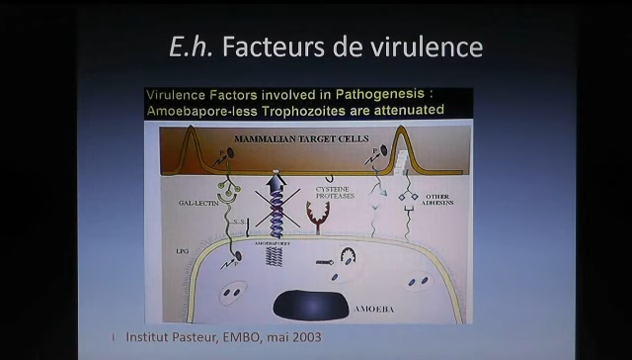 E.h. Facteurs de virulence
Virulence Factors involved in Pathogenesis :
Amoebapore-less Trophozoites are attenuated
MAMMALIAN TARGET CELLS
P
P
CYSTEINE
PROTEASES
GAL-LECTIN
OTHER
ADHESINS
S-S
AMOEBAPORE
LPG
P
AMOEBA
Institut Pasteur, EMBO, mai 2003